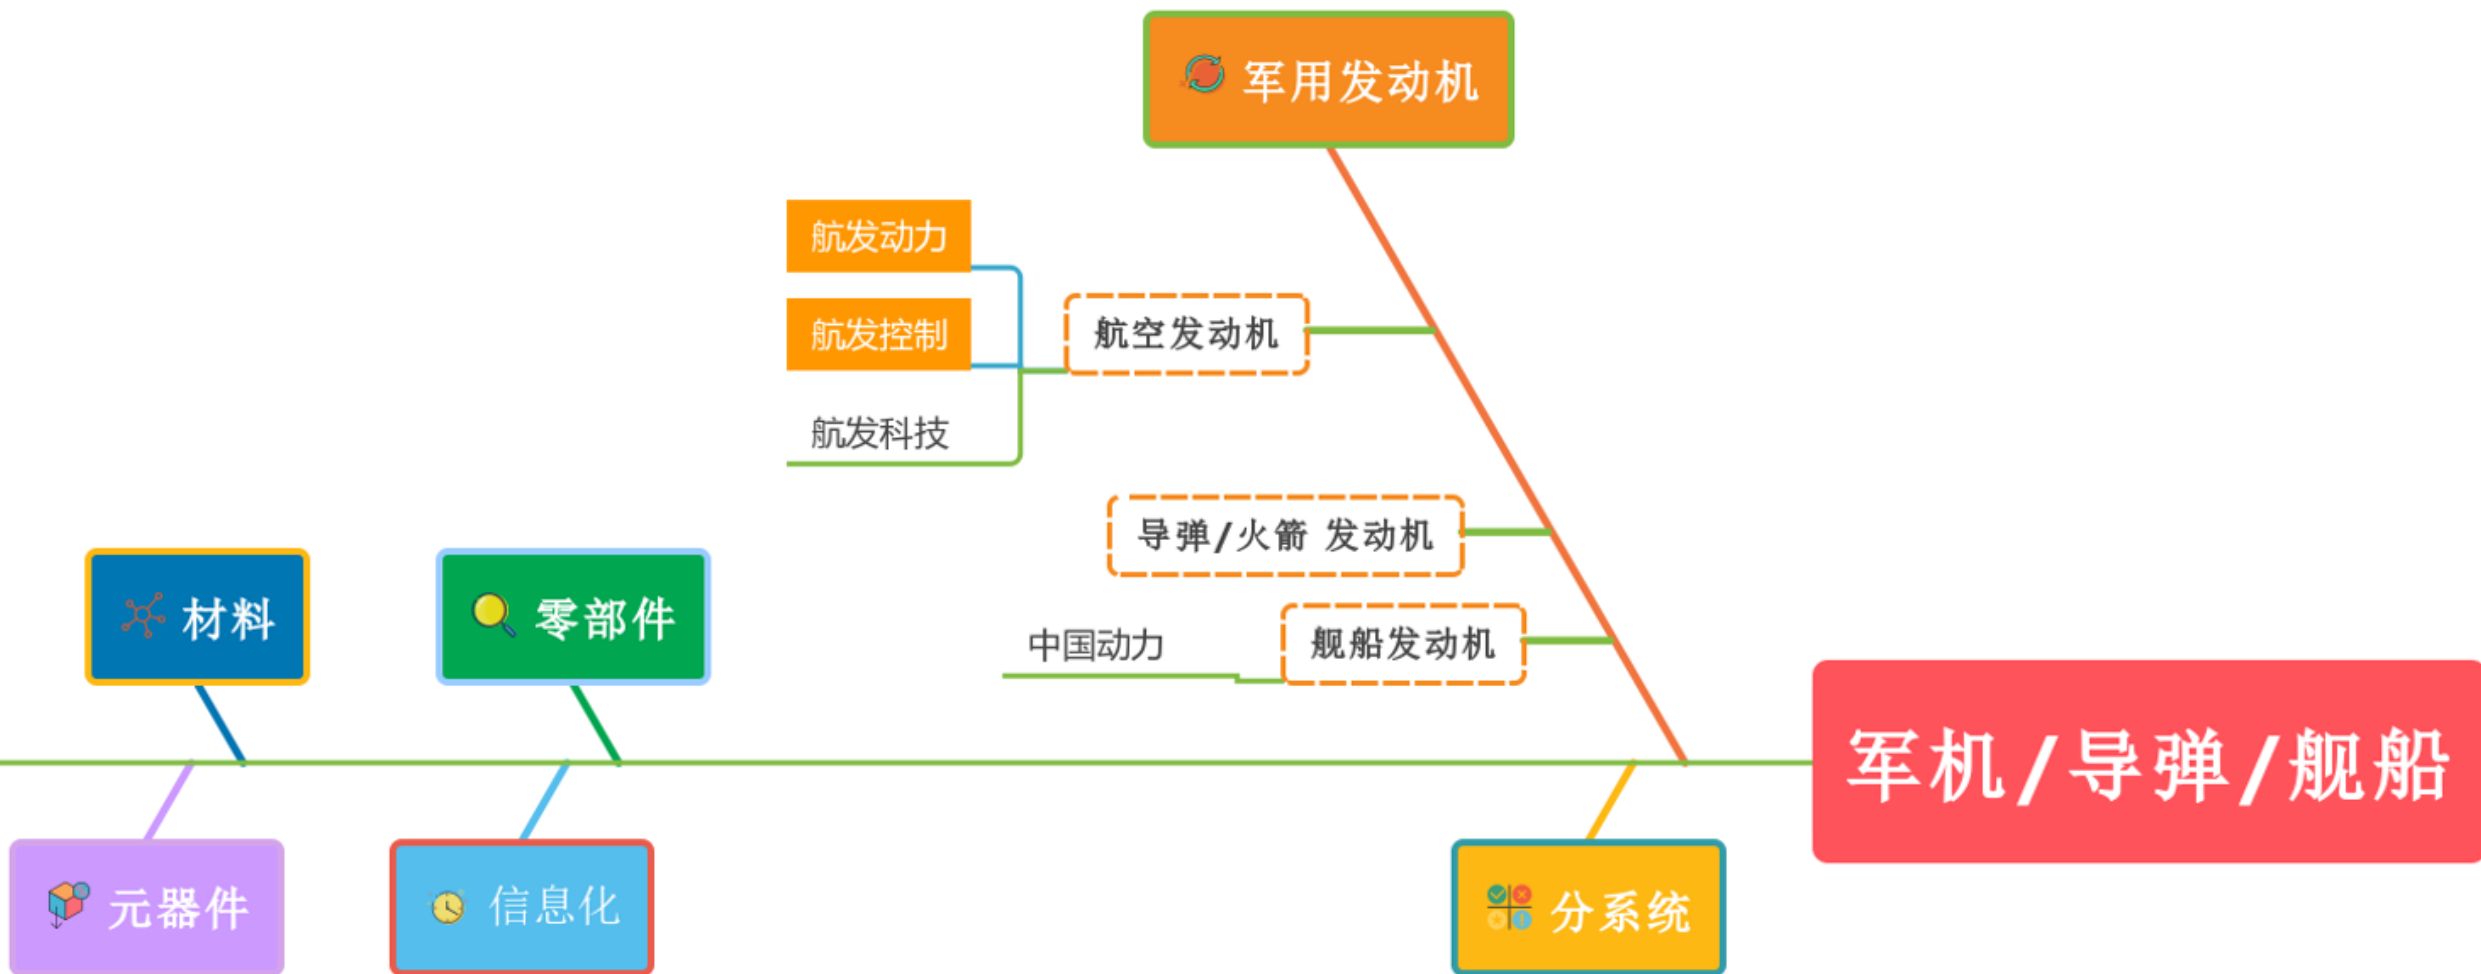 军用发动机
航发动力
航发控制
航空发动机
航发科技
导弹/火箭 发动机
中国动力
舰船发动机
材料
零部件
军机/导弹/舰船
元器件
信息化
分系统